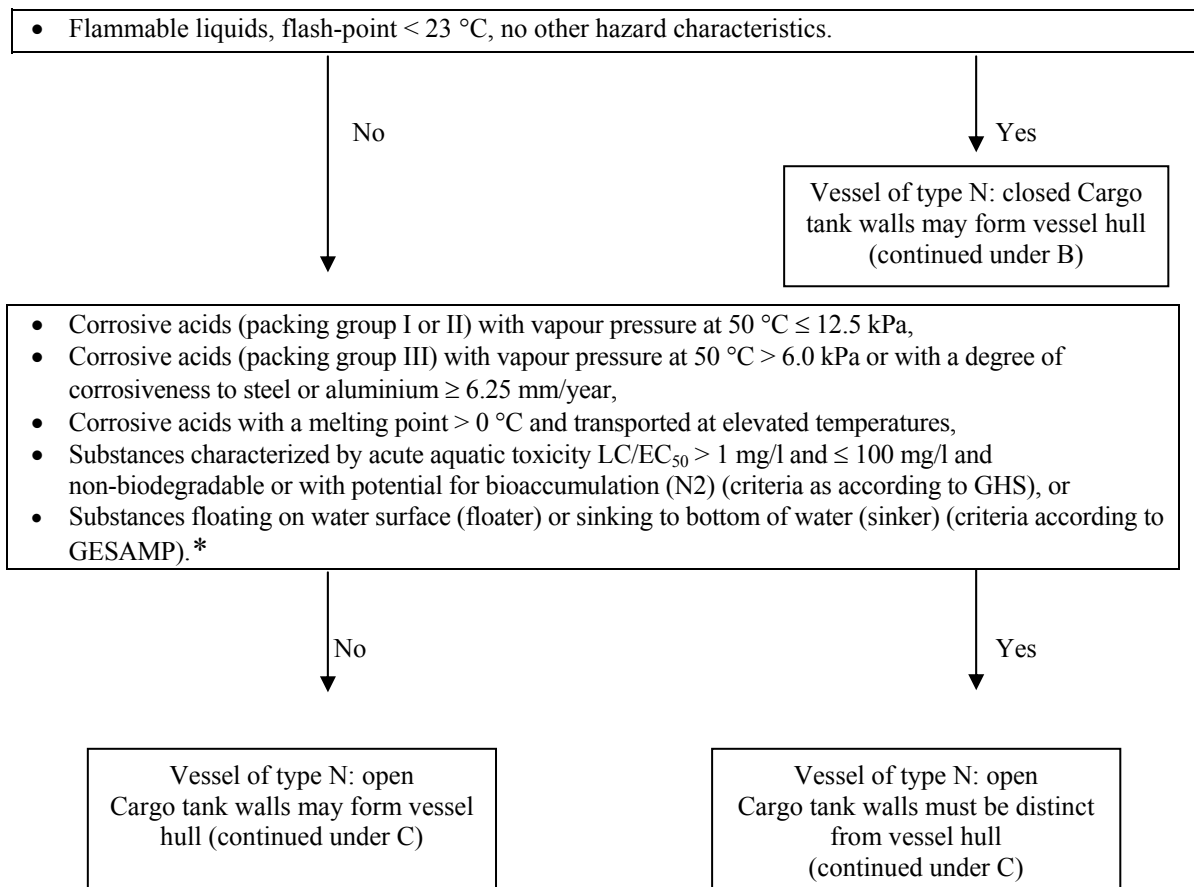 • Flammable liquids, flash-point < 23 °C, no other hazard characteristics.
No
Yes
Vessel of type N: closed Cargo
tank walls may form vessel hull
(continued under B)
• Corrosive acids (packing group I or II) with vapour pressure at 50 °C ≤ 12.5 kPa,
• Corrosive acids (packing group III) with vapour pressure at 50 °C > 6.0 kPa or with a degree of
corrosiveness to steel or aluminium ≥ 6.25 mm/year,
• Corrosive acids with a melting point > 0 °C and transported at elevated temperatures,
• Substances characterized by acute aquatic toxicity LC/EC₅₀ > 1 mg/l and ≤ 100 mg/l and
non-biodegradable or with potential for bioaccumulation (N2) (criteria as according to GHS), or
• Substances floating on water surface (floater) or sinking to bottom of water (sinker) (criteria according to
GESAMP).*
No
Yes
Vessel of type N: open
Cargo tank walls may form vessel
hull (continued under C)
Vessel of type N: open
Cargo tank walls must be distinct
from vessel hull
(continued under C)